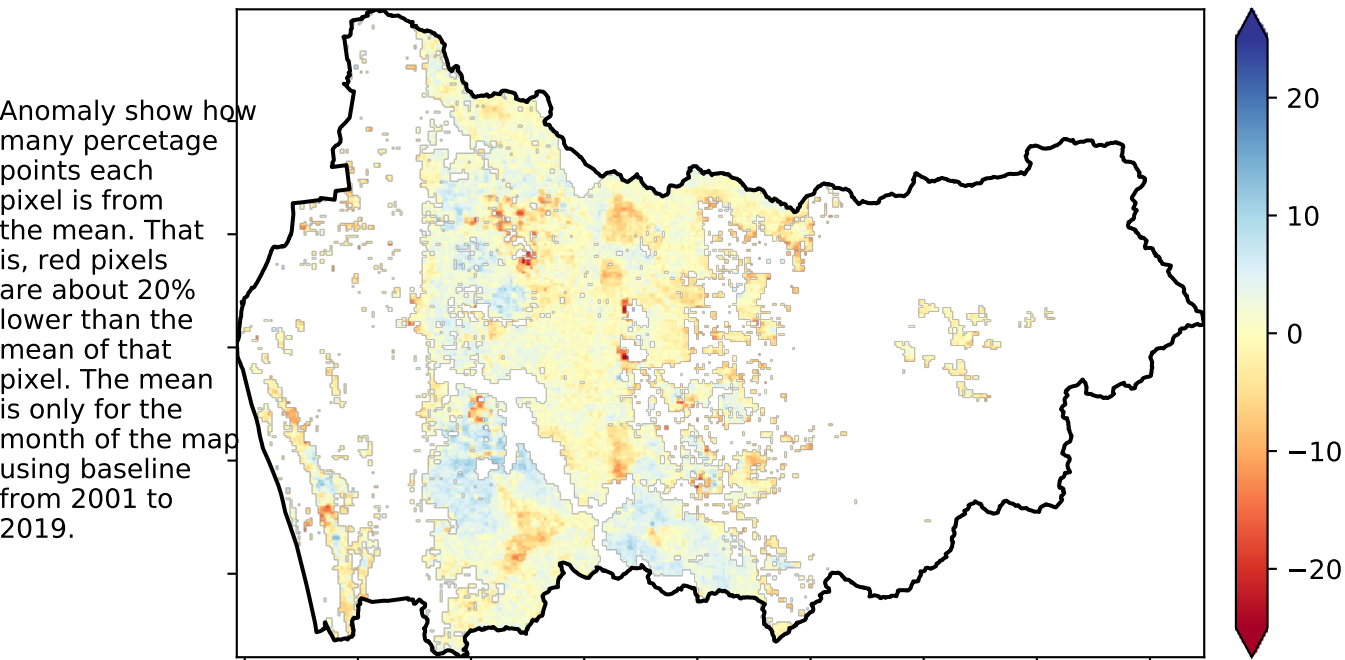 Anomaly show how
many percetage
points each
pixel is from
the mean. That
is, red pixels
are about 20%
lower than the
mean of that
pixel. The mean
is only for the
month of the map
using baseline
from 2001 to
2019.
20
10
0
−10
−20